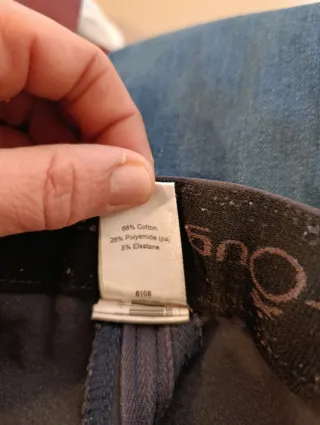 66% Cotton
26% Polyamide (pa)
8% Elastane
6108